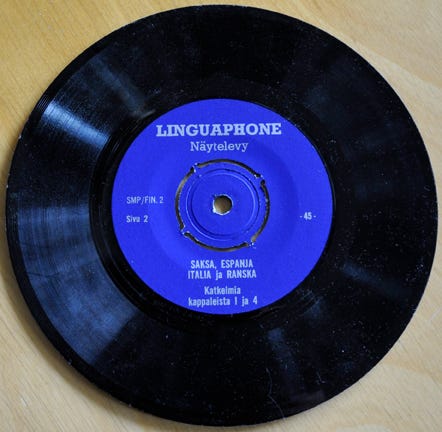 LINGUAPHONE
Näytelevy
SMP/FIN. 2
Sivu 2
- 45 -
SAKSA, ESPANJA
ITALIA ja RANSKA
Katkelmia
kappaleista 1 ja 4